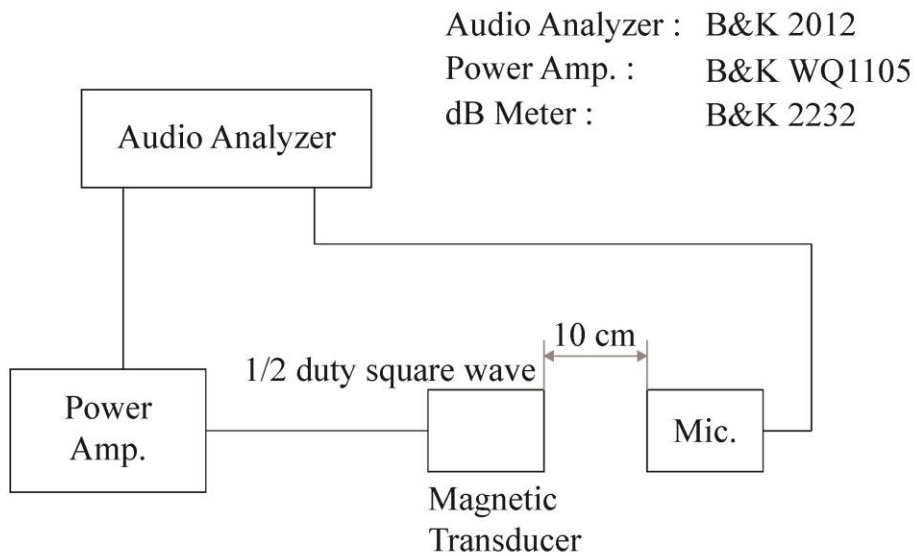 Audio Analyzer : B&K 2012
Power Amp. : B&K WQ1105
dB Meter : B&K 2232
Audio Analyzer
10 cm
1/2 duty square wave
Power
Amp.
Mic.
Magnetic
Transducer